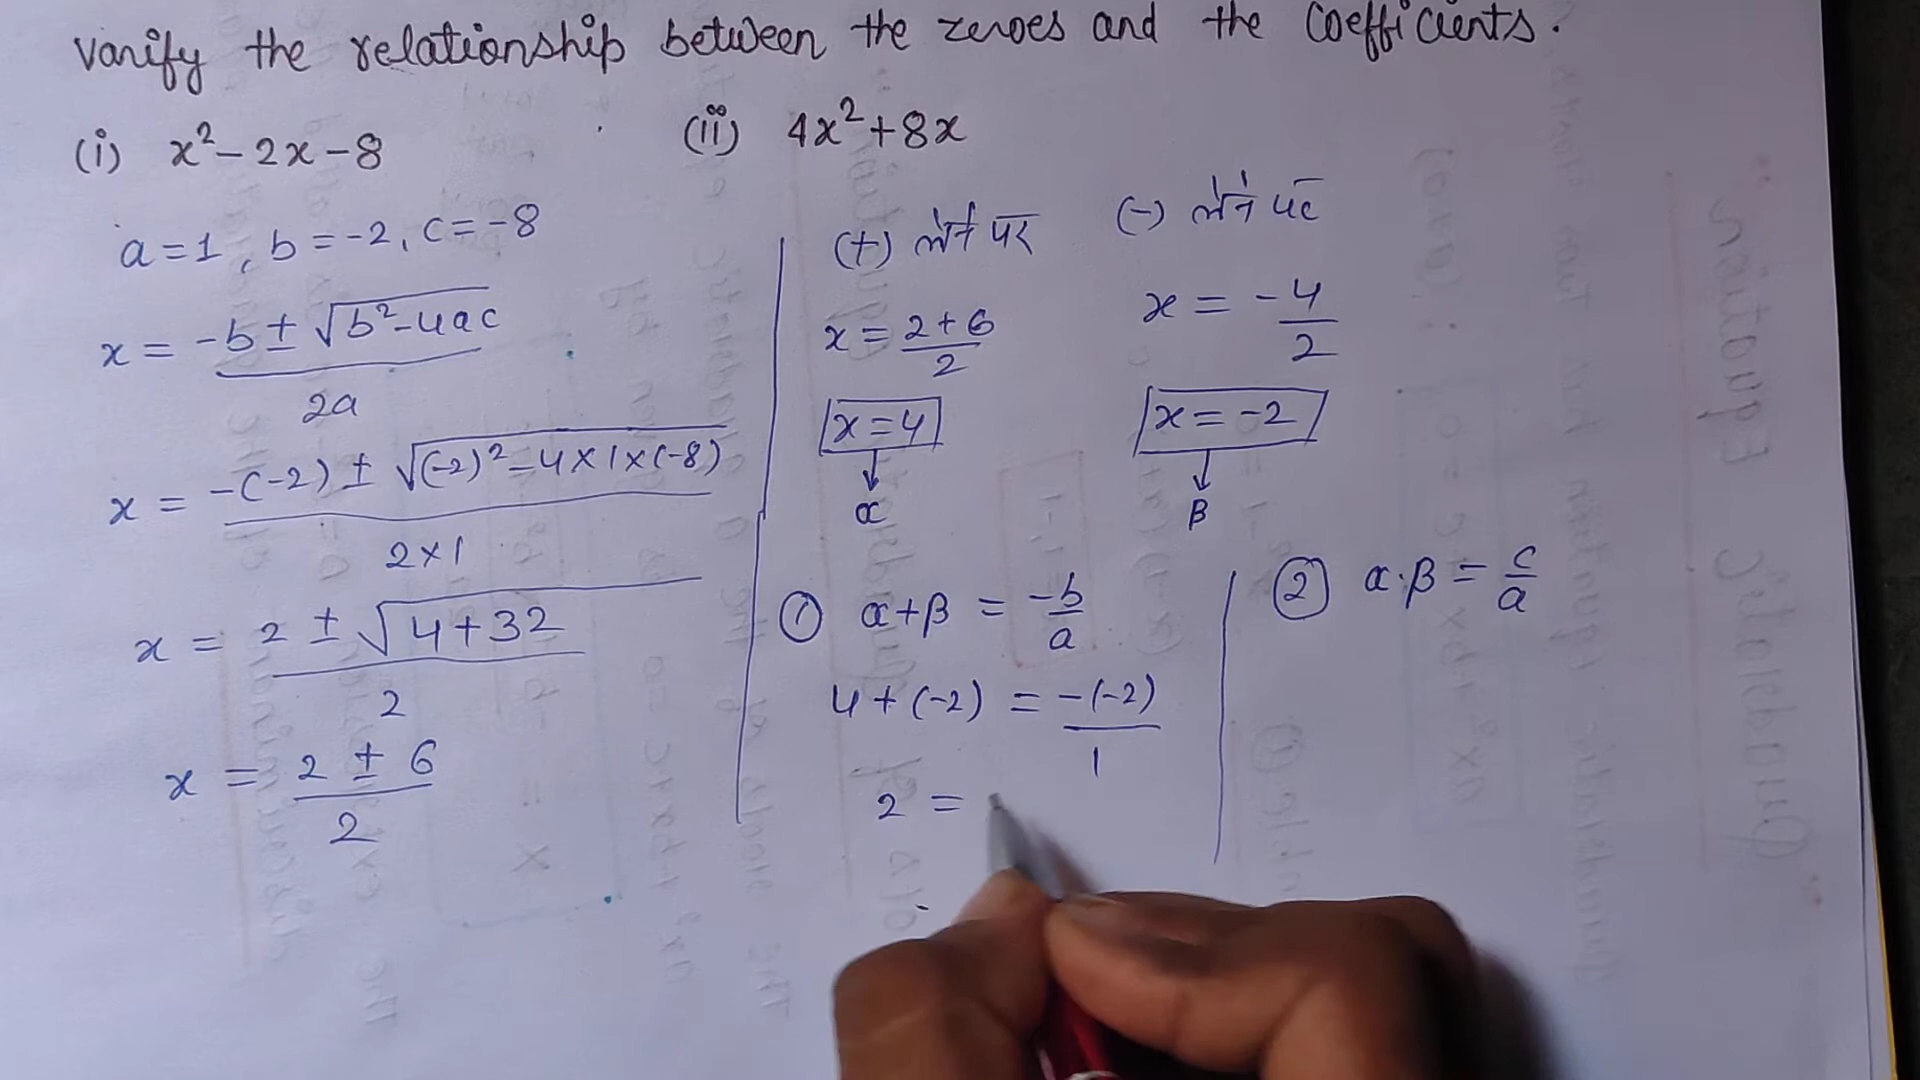 varify the relationship between the zeroes and the coefficients.
(i) x² - 2x - 8
(ii) 4x² + 8x
a = 1, b = -2, c = -8
x = -b ± √b² - 4ac / 2a
x = -(-2) ± √(-2)² - 4×1×(-8) / 2×1
x = 2 ± √4+32 / 2
x = 2 ± 6 / 2
(+) लेने पर
x = 2+6 / 2
x = 4
α
(-) लेने पर
x = -4 / 2
x = -2
β
① α+β = -b/a
4 + (-2) = -(-2) / 1
2 =
② α·β = c/a